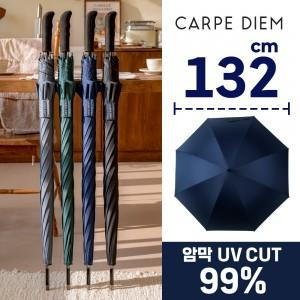 CARPE DIEM
cm
132
암막 UV CUT
99%